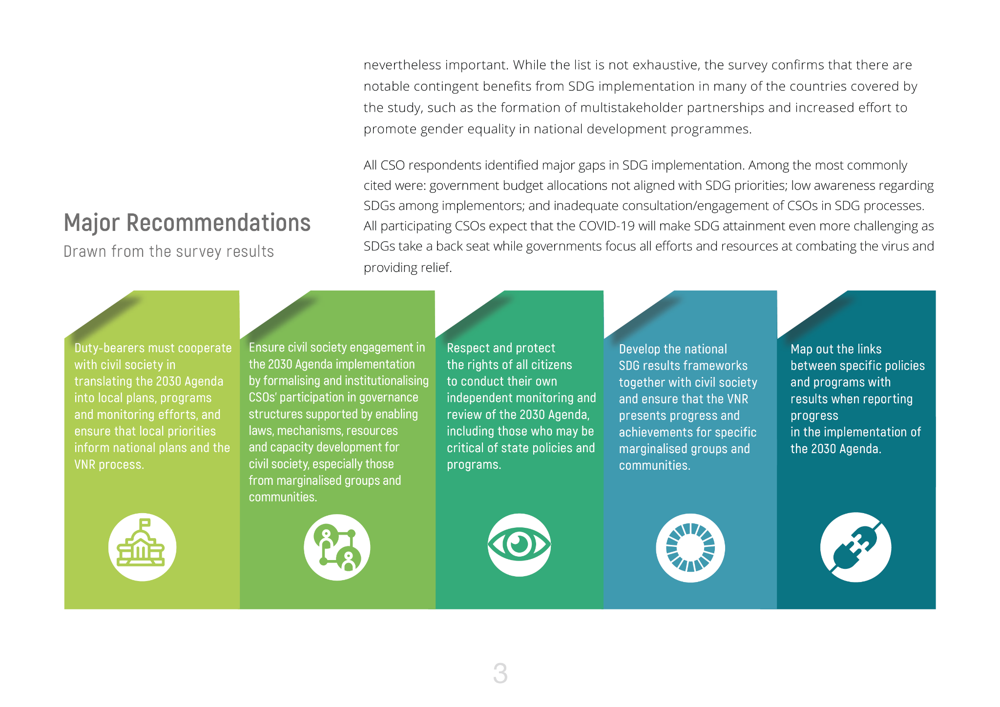 nevertheless important. While the list is not exhaustive, the survey confirms that there are
notable contingent benefits from SDG implementation in many of the countries covered by
the study, such as the formation of multistakeholder partnerships and increased effort to
promote gender equality in national development programmes.
All CSO respondents identified major gaps in SDG implementation. Among the most commonly
cited were: government budget allocations not aligned with SDG priorities; low awareness regarding
SDGs among implementors; and inadequate consultation/engagement of CSOs in SDG processes.
All participating CSOs expect that the COVID-19 will make SDG attainment even more challenging as
SDGs take a back seat while governments focus all efforts and resources at combating the virus and
providing relief.
Major Recommendations
Drawn from the survey results
Duty-bearers must cooperate
with civil society in
translating the 2030 Agenda
into local plans, programs
and monitoring efforts, and
ensure that local priorities
inform national plans and the
VNR process.
Ensure civil society engagement in
the 2030 Agenda implementation
by formalising and institutionalising
CSOs' participation in governance
structures supported by enabling
laws, mechanisms, resources
and capacity development for
civil society, especially those
from marginalised groups and
communities.
Respect and protect
the rights of all citizens
to conduct their own
independent monitoring and
review of the 2030 Agenda,
including those who may be
critical of state policies and
programs.
Develop the national
SDG results frameworks
together with civil society
and ensure that the VNR
presents progress and
achievements for specific
marginalised groups and
communities.
Map out the links
between specific policies
and programs with
results when reporting
progress
in the implementation of
the 2030 Agenda.
3